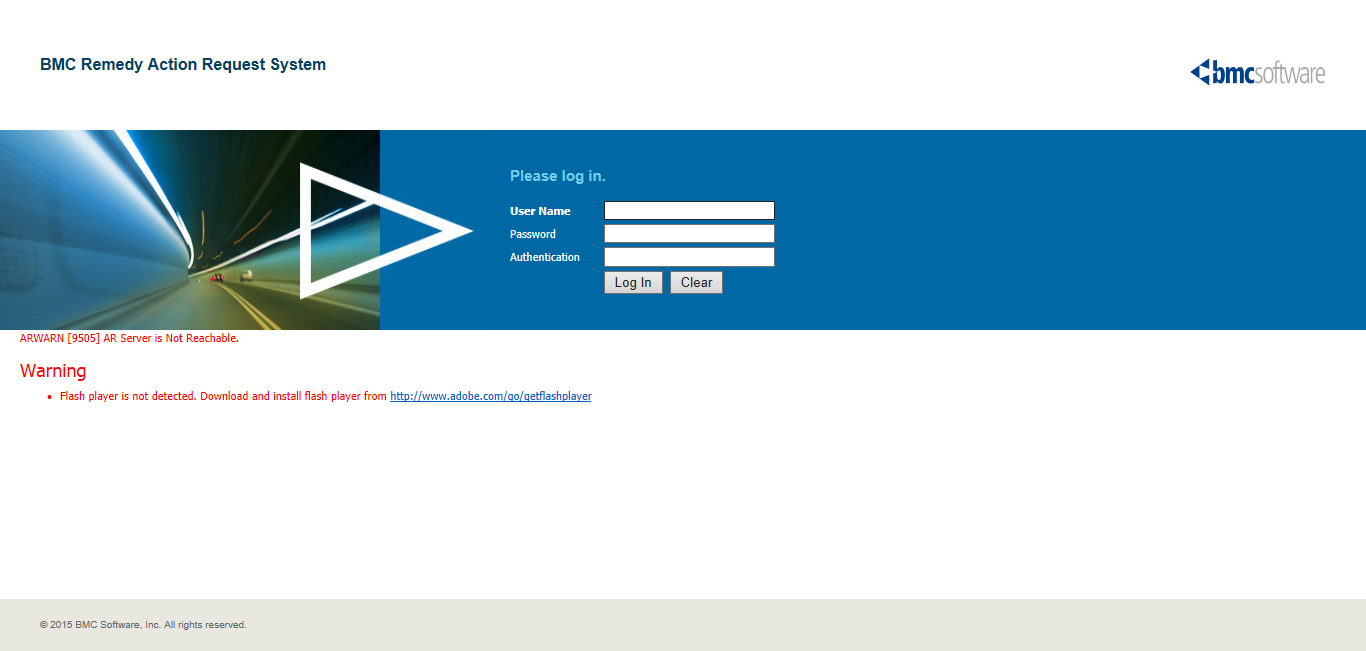 BMC Remedy Action Request System
bmcsoftware
Please log in.
User Name
Password
Authentication
Log In Clear
ARWARN [9505] AR Server is Not Reachable.
Warning
• Flash player is not detected. Download and install flash player from http://www.adobe.com/go/getflashplayer
© 2015 BMC Software, Inc. All rights reserved.